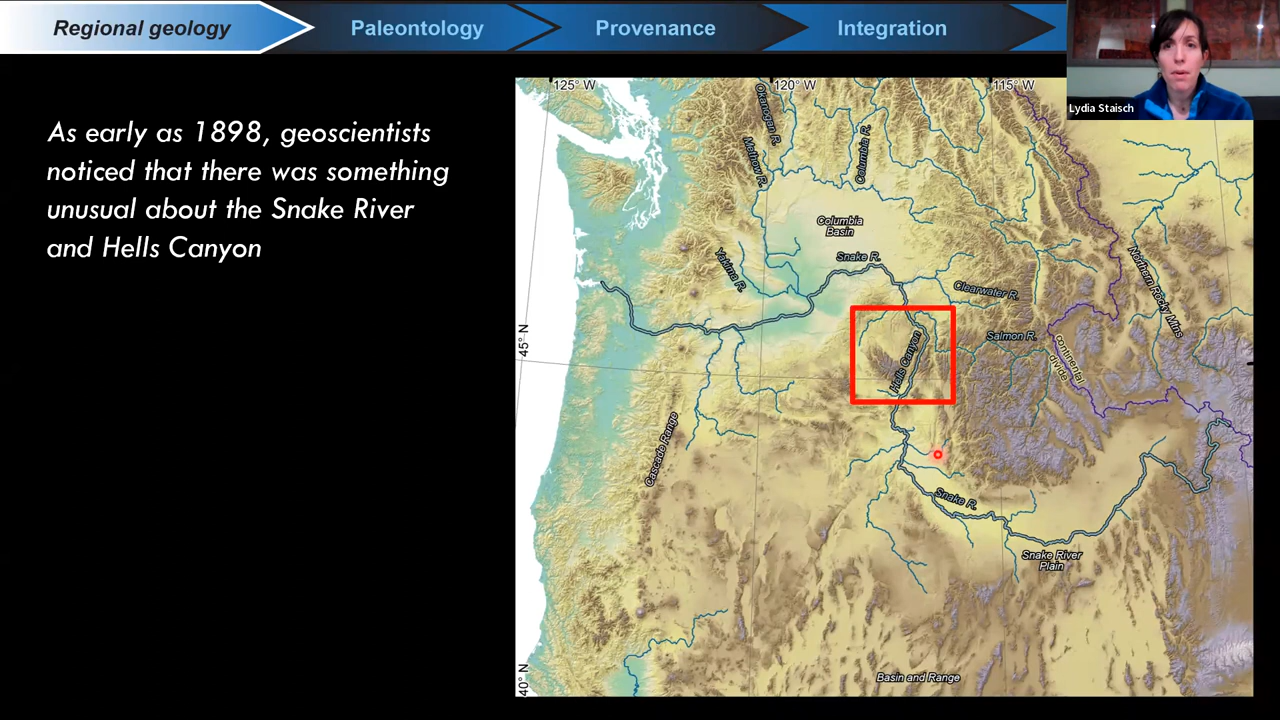 Regional geology
Paleontology
Provenance
Integration
Lydia Staisch
As early as 1898, geoscientists
noticed that there was something
unusual about the Snake River
and Hells Canyon
125° W
120° W
115° W
Okanogan R.
Methow R.
Columbia R.
Columbia
Basin
Snake R.
Yakima R.
Clearwater R.
Northern Rocky Mtns
45° N
Hells Canyon
Salmon R.
continental
divide
Cascade Range
Snake R.
Snake River
Plain
40° N
Basin and Range